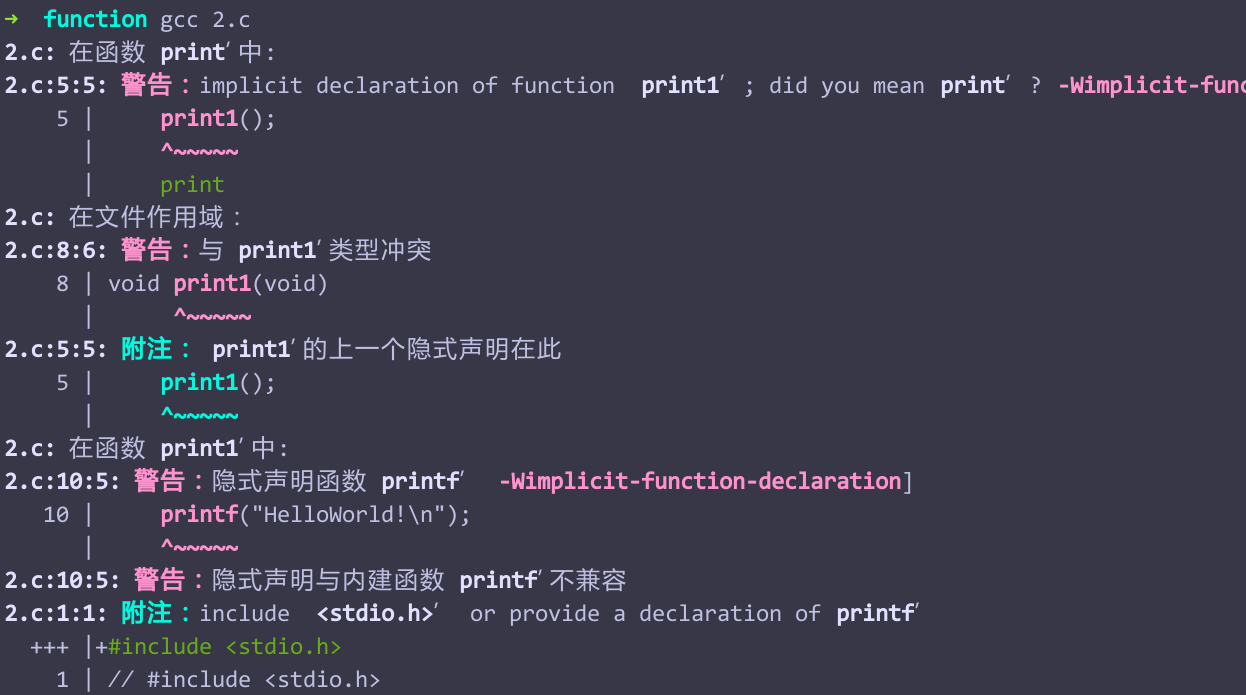 → function gcc 2.c
2.c: 在函数 print′中:
2.c:5:5: 警告：implicit declaration of function  print1′ ; did you mean print′ ? -Wimplicit-func
5 |     print1();
|     ^~~~~~
|     print
2.c: 在文件作用域：
2.c:8:6: 警告：与 print1′类型冲突
8 | void print1(void)
|      ^~~~~~
2.c:5:5: 附注： print1′的上一个隐式声明在此
5 |     print1();
|     ^~~~~~
2.c: 在函数 print1′中:
2.c:10:5: 警告：隐式声明函数 printf′  -Wimplicit-function-declaration]
10 |     printf("HelloWorld!\n");
|     ^~~~~~
2.c:10:5: 警告：隐式声明与内建函数 printf′不兼容
2.c:1:1: 附注：include  <stdio.h>′  or provide a declaration of printf′
+++ |+#include <stdio.h>
1 | // #include <stdio.h>